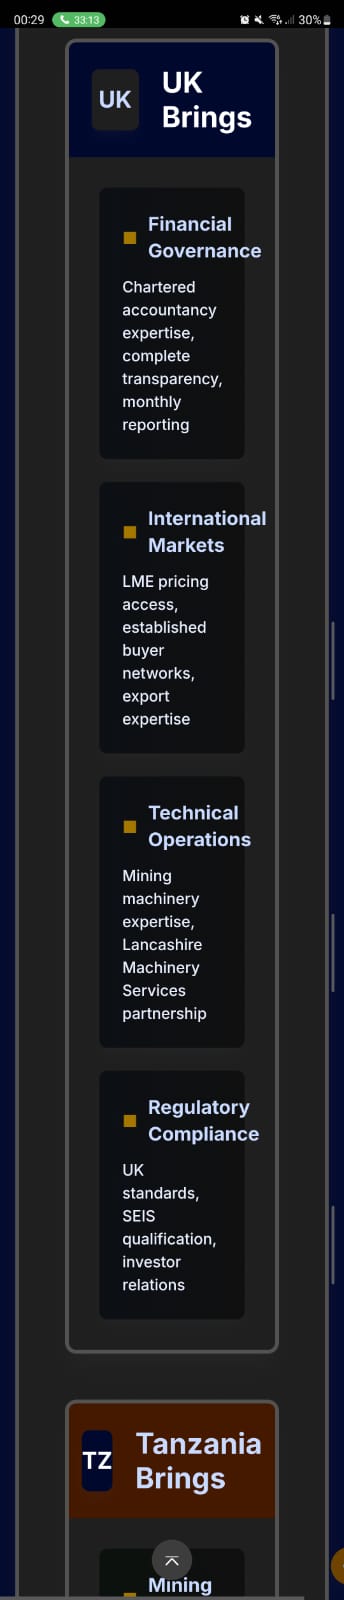 00:29 33:13 30%
UK
UK
Brings
Financial
Governance
Chartered
accountancy
expertise,
complete
transparency,
monthly
reporting
International
Markets
LME pricing
access,
established
buyer
networks,
export
expertise
Technical
Operations
Mining
machinery
expertise,
Lancashire
Machinery
Services
partnership
Regulatory
Compliance
UK
standards,
SEIS
qualification,
investor
relations
TZ
Tanzania
Brings
Mining